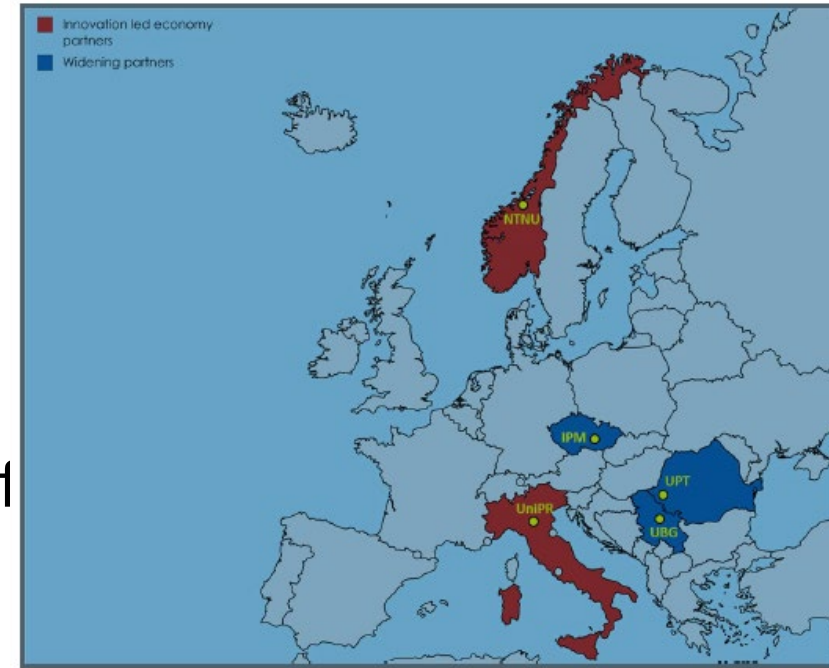 Innovation led economy
partners
Widening partners
NTNU
IPM
UPT
UniPR
UBG
f